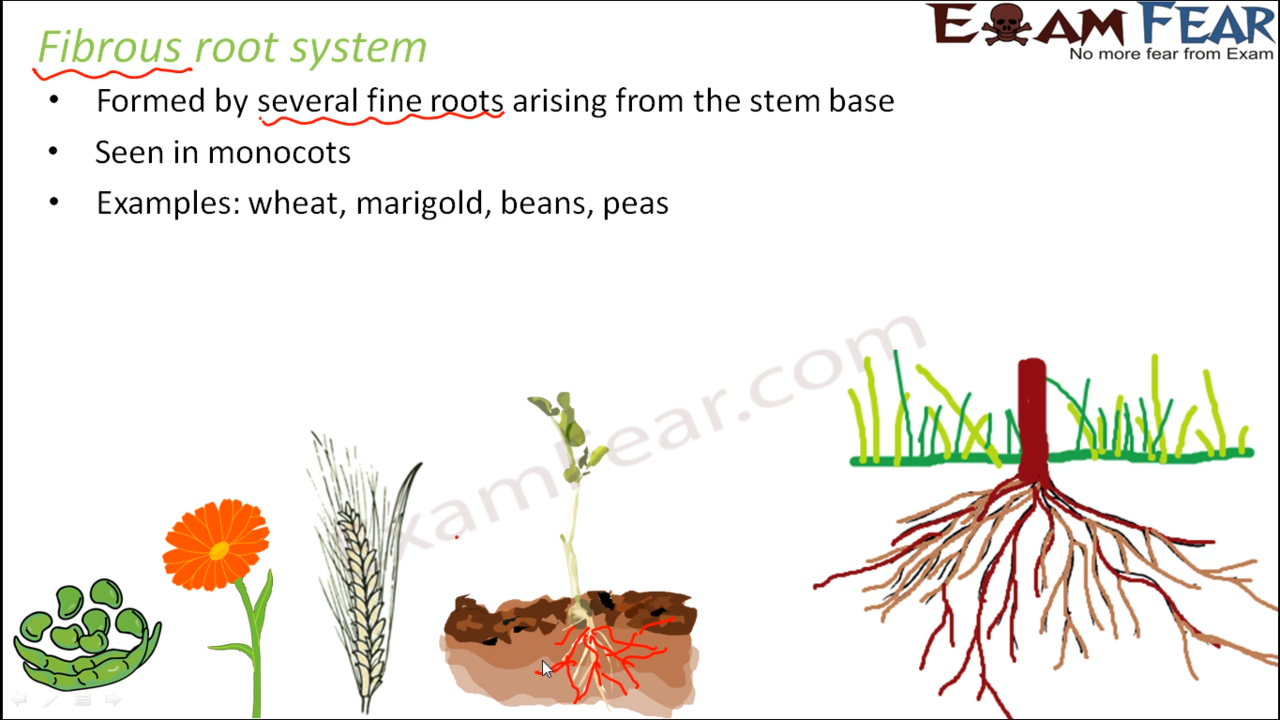 Fibrous root system
EXAM FEAR
No more fear from Exam
• Formed by several fine roots arising from the stem base
• Seen in monocots
• Examples: wheat, marigold, beans, peas
examFear.com